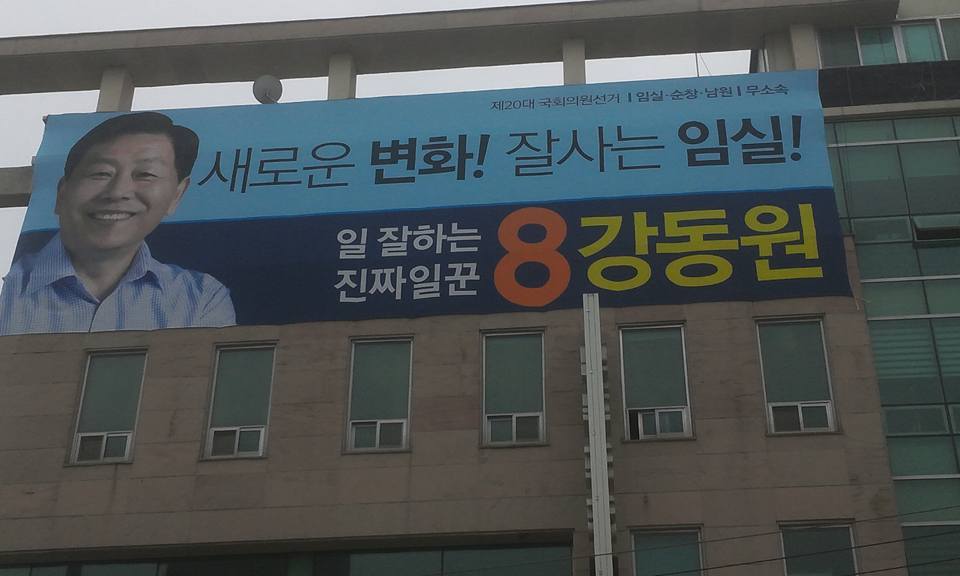 제20대 국회의원선거 | 임실·순창·남원 | 무소속
새로운 변화! 잘사는 임실!
일 잘하는
진짜일꾼
8 강동원